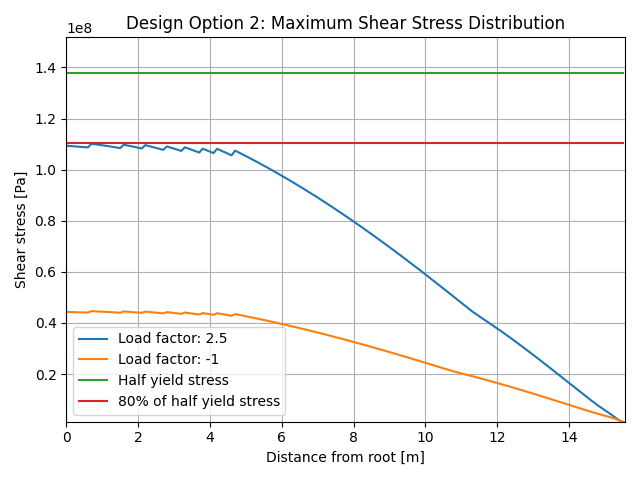 Design Option 2: Maximum Shear Stress Distribution
1e8
1.4
1.2
1.0
0.8
0.6
0.4
0.2
Shear stress [Pa]
Load factor: 2.5
Load factor: -1
Half yield stress
80% of half yield stress
0 2 4 6 8 10 12 14
Distance from root [m]